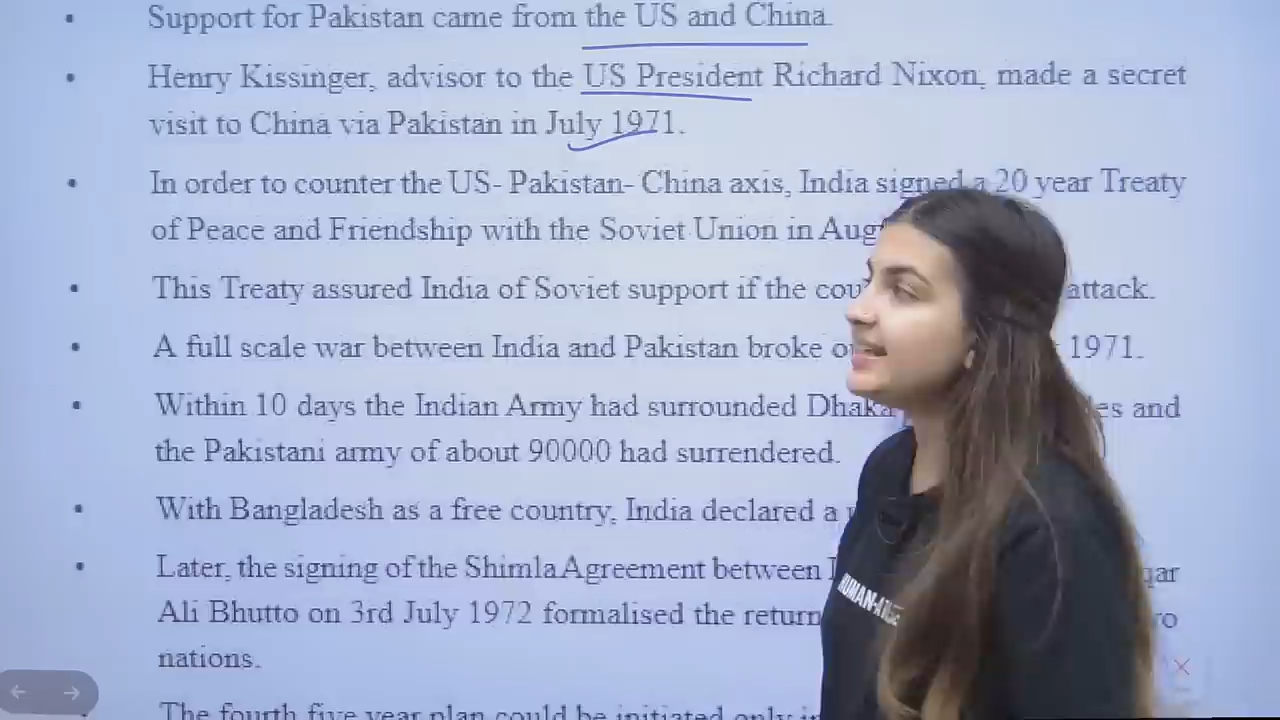 • Support for Pakistan came from the US and China.
• Henry Kissinger, advisor to the US President Richard Nixon, made a secret
visit to China via Pakistan in July 1971.
• In order to counter the US- Pakistan- China axis, India signed a 20 year Treaty
of Peace and Friendship with the Soviet Union in
• This Treaty assured India of Soviet support if the attack.
• A full scale war between India and Pakistan broke 1971.
• Within 10 days the Indian Army had surrounded Dhaka and
the Pakistani army of about 90000 had surrendered.
• With Bangladesh as a free country, India declared a
• Later, the signing of the Shimla Agreement between
Ali Bhutto on 3rd July 1972 formalised the return
nations.
The fourth five year plan could be initiated only in
HUMAN